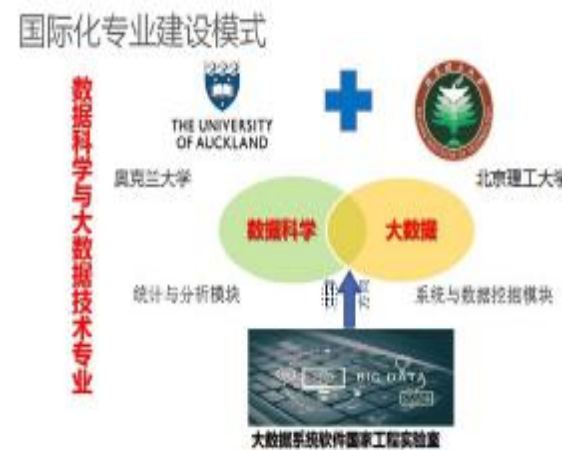 国际化专业建设模式
数据科学与大数据技术专业
THE UNIVERSITY
OF AUCKLAND
奥克兰大学
北京理工大学
数据科学
大数据
统计与分析模块
系统与数据挖掘模块
BIG DATA
大数据系统软件国家工程实验室